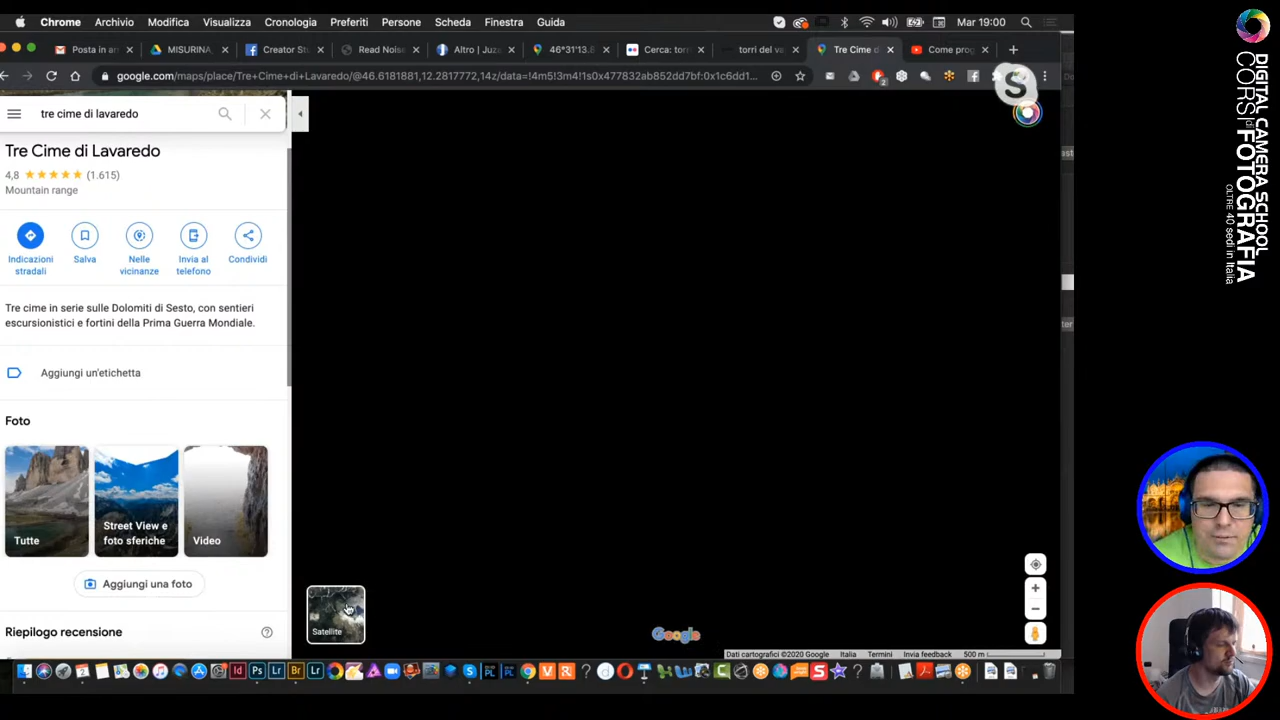 Chrome Archivio Modifica Visualizza Cronologia Preferiti Persone Scheda Finestra Guida Mar 19:00
Posta in ar MISURINA, Creator Stu Read Noise Altro | Juza 46°31'13.8 Cerca: torri torri del va Tre Cime d Come prog
google.com/maps/place/Tre+Cime+di+Lavaredo/@46.6181881,12.2817772,14z/data=!4m5!3m4!1s0x477832ab852dd7bf:0x1c6dd1...
tre cime di lavaredo
Tre Cime di Lavaredo
4,8 (1.615)
Mountain range
Indicazioni stradali
Salva
Nelle vicinanze
Invia al telefono
Condividi
Tre cime in serie sulle Dolomiti di Sesto, con sentieri
escursionistici e fortini della Prima Guerra Mondiale.
Aggiungi un'etichetta
Foto
Tutte
Street View e
foto sferiche
Video
Aggiungi una foto
Riepilogo recensione
Satellite
Google
Dati cartografici ©2020 Google Italia Termini Invia feedback 500 m
DIGITAL CAMERA SCHOOL
CORSI di FOTOGRAFIA
OLTRE 40 sedi in Italia